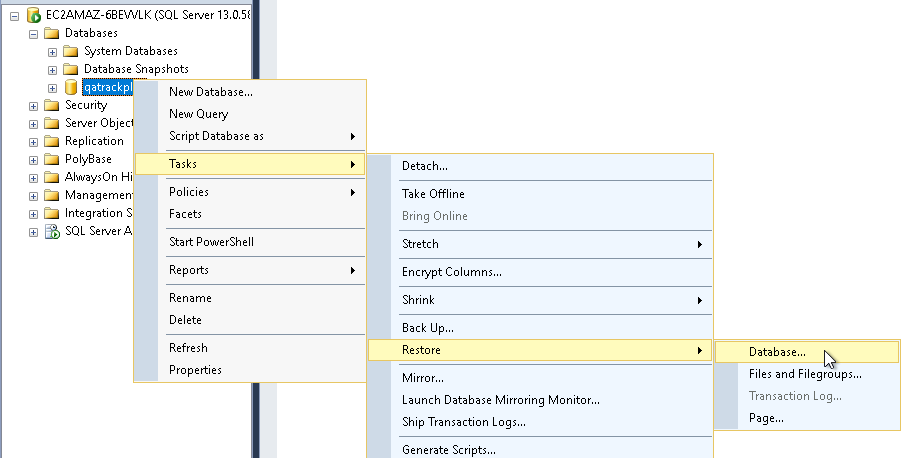 EC2AMAZ-6BEVVLK (SQL Server 13.0.58
Databases
System Databases
Database Snapshots
qatrackpl
Security
Server Object
Replication
PolyBase
AlwaysOn Hi
Management
Integration S
SQL Server A
New Database...
New Query
Script Database as
Tasks
Policies
Facets
Start PowerShell
Reports
Rename
Delete
Refresh
Properties
Detach...
Take Offline
Bring Online
Stretch
Encrypt Columns...
Shrink
Back Up...
Restore
Mirror...
Launch Database Mirroring Monitor...
Ship Transaction Logs...
Generate Scripts...
Database...
Files and Filegroups...
Transaction Log...
Page...